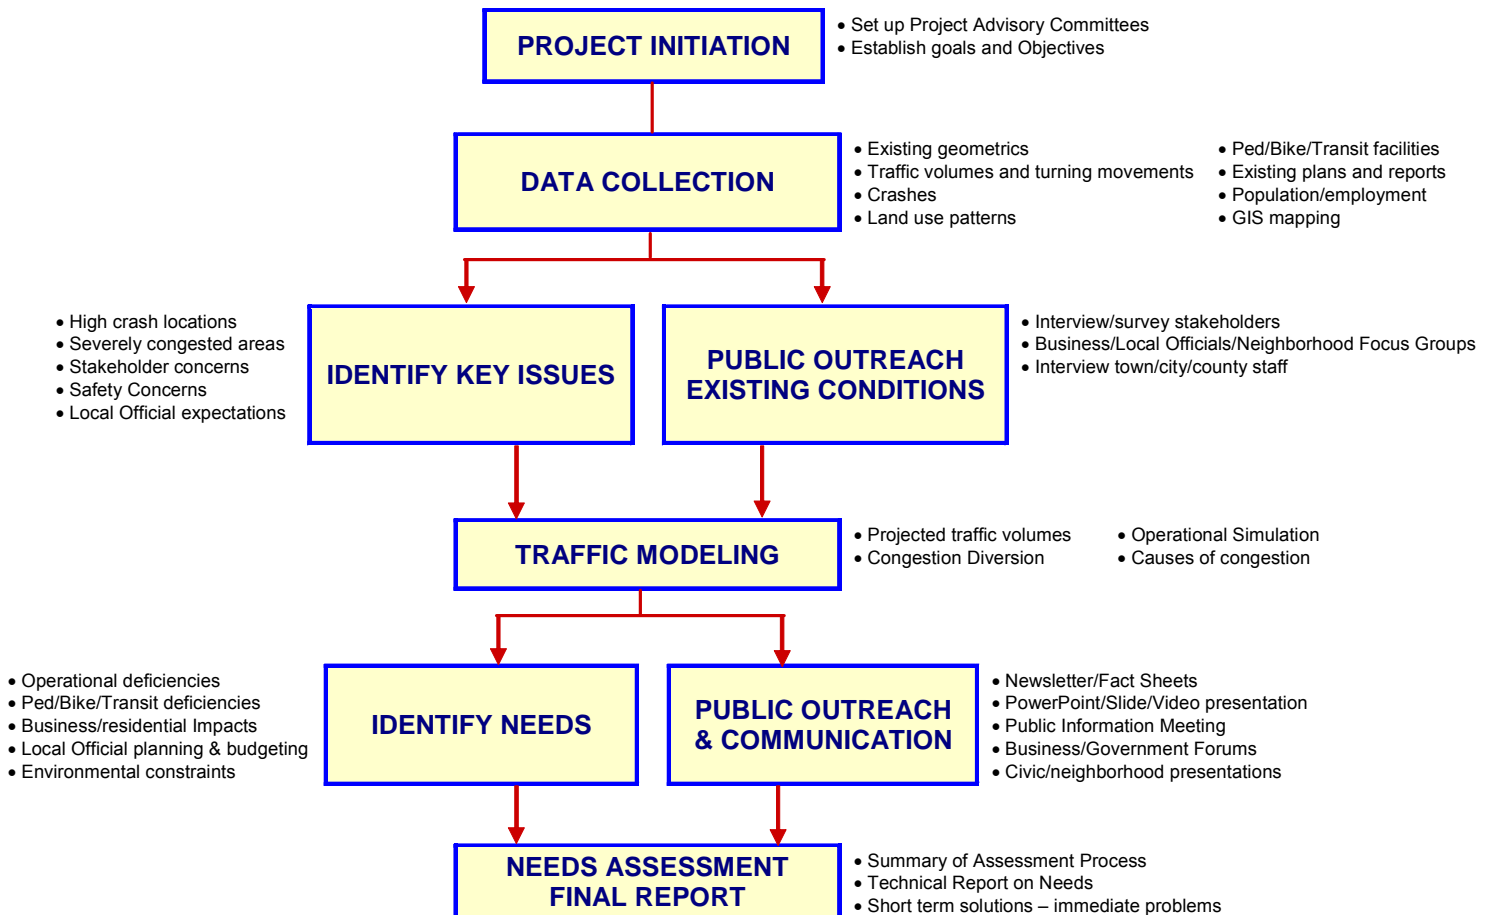 PROJECT INITIATION
• Set up Project Advisory Committees
• Establish goals and Objectives
DATA COLLECTION
• Existing geometrics
• Traffic volumes and turning movements
• Crashes
• Land use patterns
• Ped/Bike/Transit facilities
• Existing plans and reports
• Population/employment
• GIS mapping
• High crash locations
• Severely congested areas
• Stakeholder concerns
• Safety Concerns
• Local Official expectations
IDENTIFY KEY ISSUES
PUBLIC OUTREACH
EXISTING CONDITIONS
• Interview/survey stakeholders
• Business/Local Officials/Neighborhood Focus Groups
• Interview town/city/county staff
TRAFFIC MODELING
• Projected traffic volumes
• Congestion Diversion
• Operational Simulation
• Causes of congestion
• Operational deficiencies
• Ped/Bike/Transit deficiencies
• Business/residential Impacts
• Local Official planning & budgeting
• Environmental constraints
IDENTIFY NEEDS
PUBLIC OUTREACH
& COMMUNICATION
• Newsletter/Fact Sheets
• PowerPoint/Slide/Video presentation
• Public Information Meeting
• Business/Government Forums
• Civic/neighborhood presentations
NEEDS ASSESSMENT
FINAL REPORT
• Summary of Assessment Process
• Technical Report on Needs
• Short term solutions – immediate problems